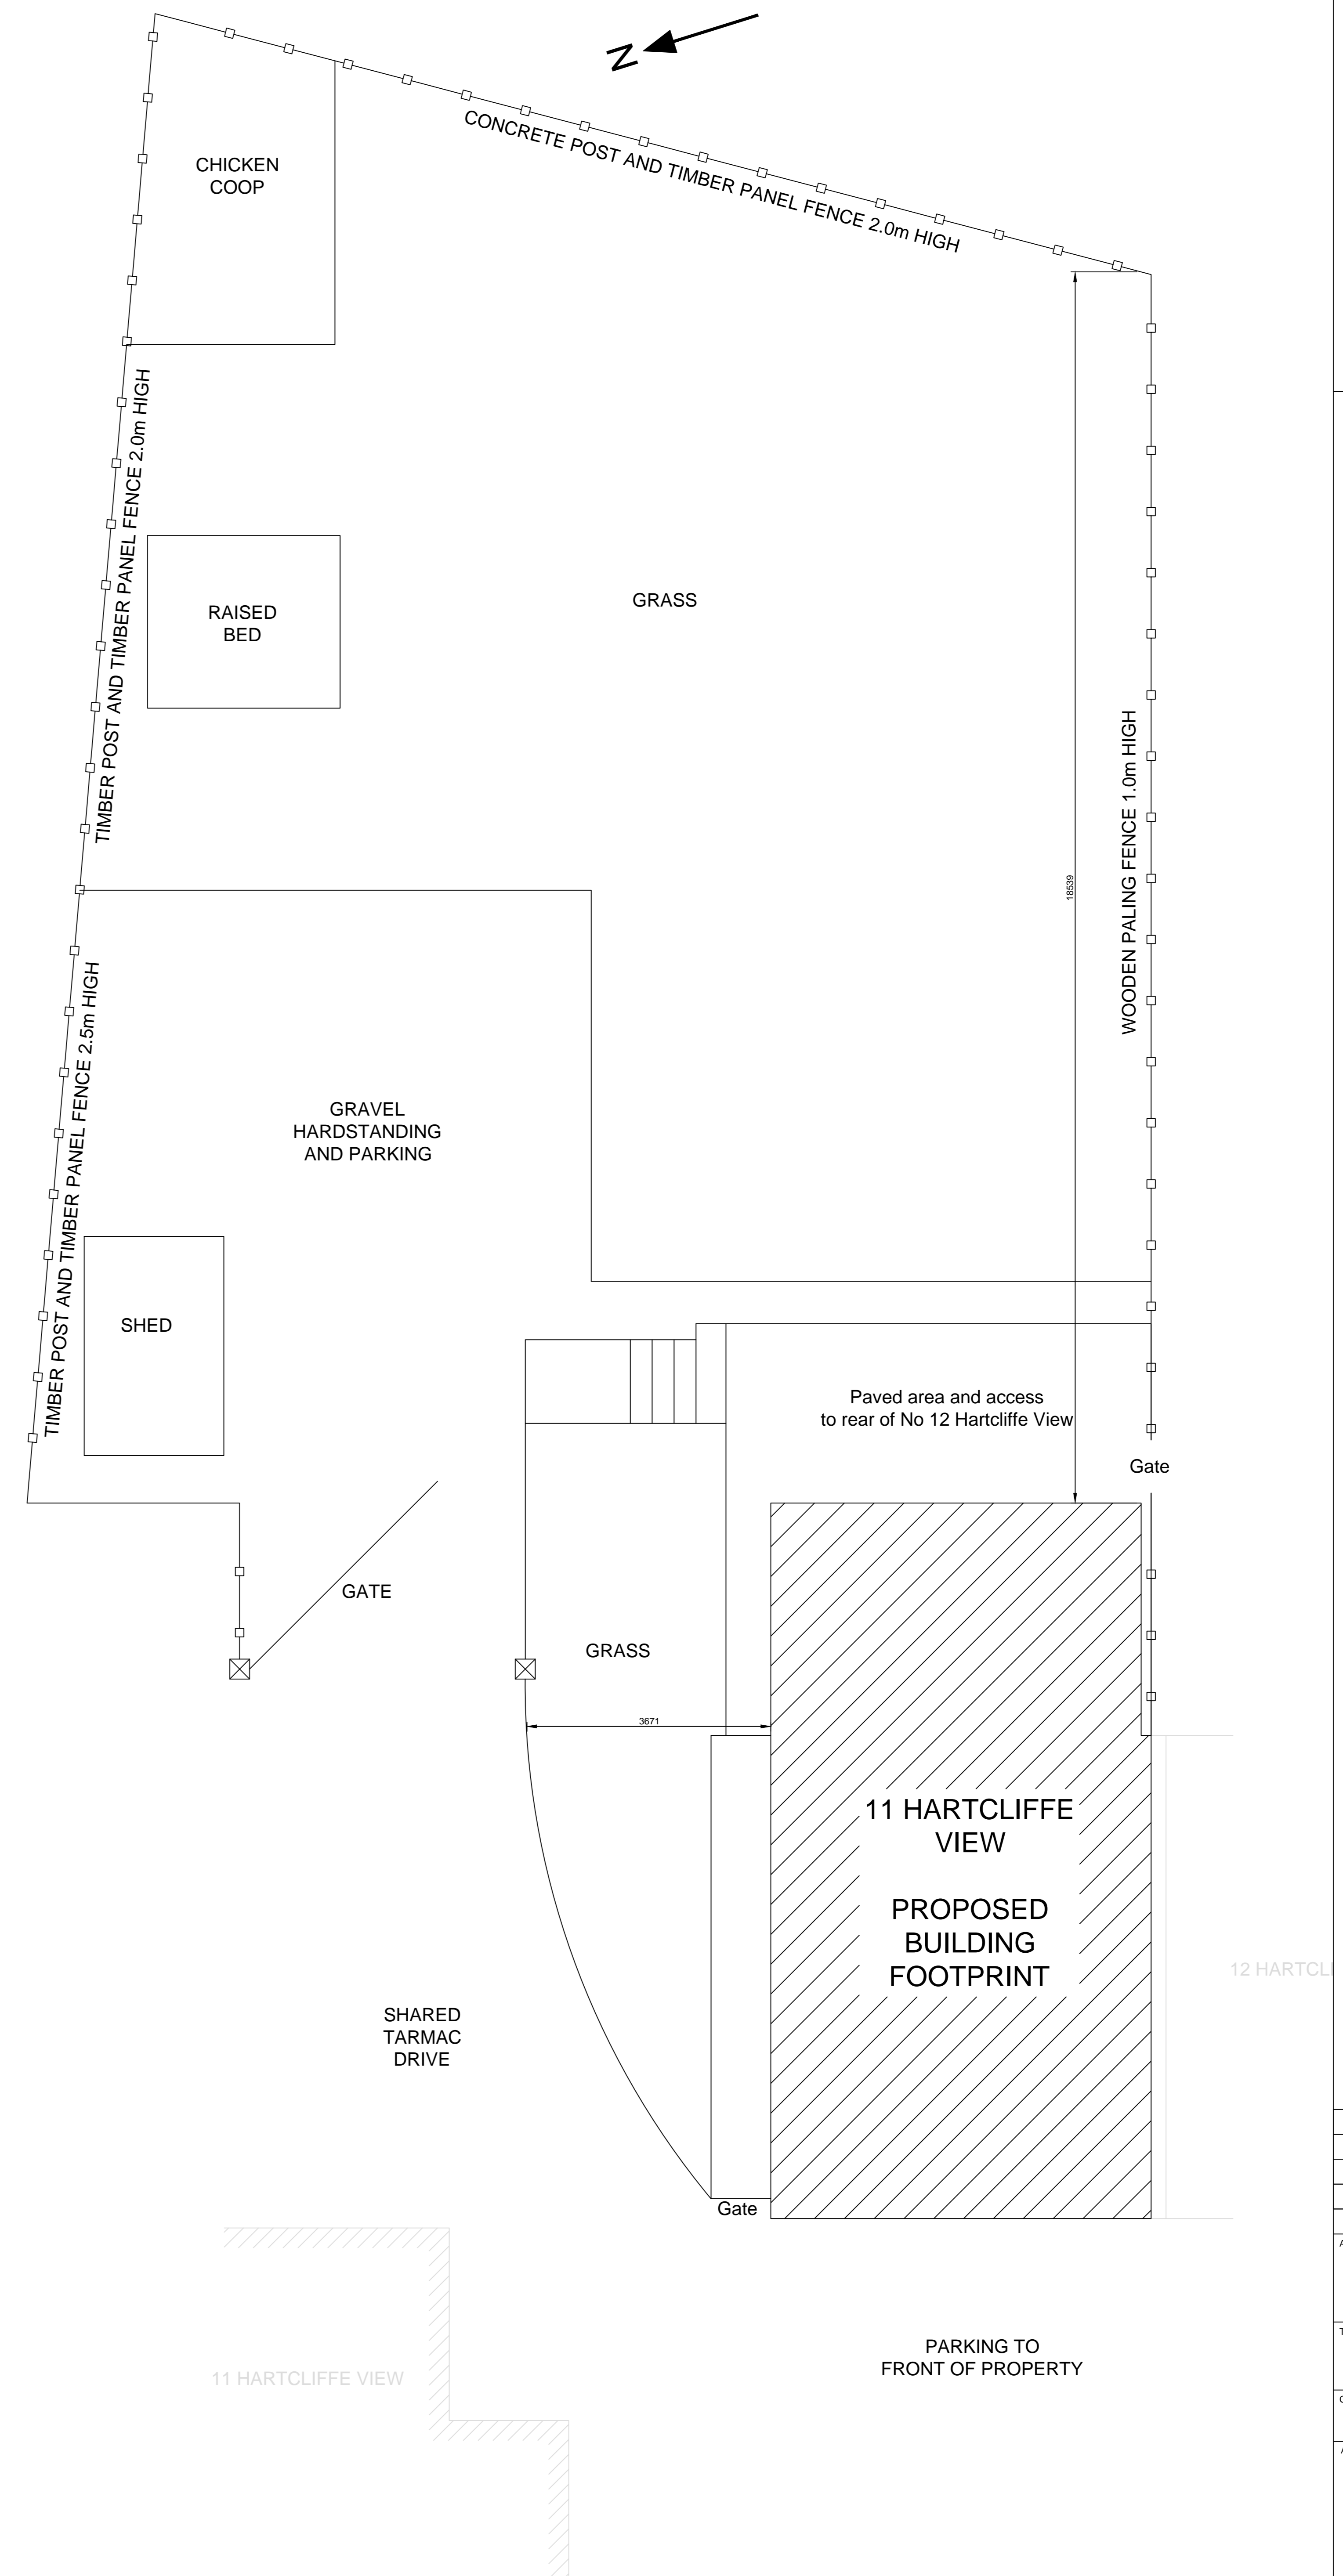 N
CONCRETE POST AND TIMBER PANEL FENCE 2.0m HIGH
CHICKEN
COOP
TIMBER POST AND TIMBER PANEL FENCE 2.0m HIGH
RAISED
BED
GRASS
WOODEN PALING FENCE 1.0m HIGH
18539
TIMBER POST AND TIMBER PANEL FENCE 2.5m HIGH
GRAVEL
HARDSTANDING
AND PARKING
SHED
Paved area and access
to rear of No 12 Hartcliffe View
Gate
GATE
GRASS
3671
11 HARTCLIFFE
VIEW
PROPOSED
BUILDING
FOOTPRINT
12 HARTCLI
SHARED
TARMAC
DRIVE
Gate
PARKING TO
FRONT OF PROPERTY
11 HARTCLIFFE VIEW